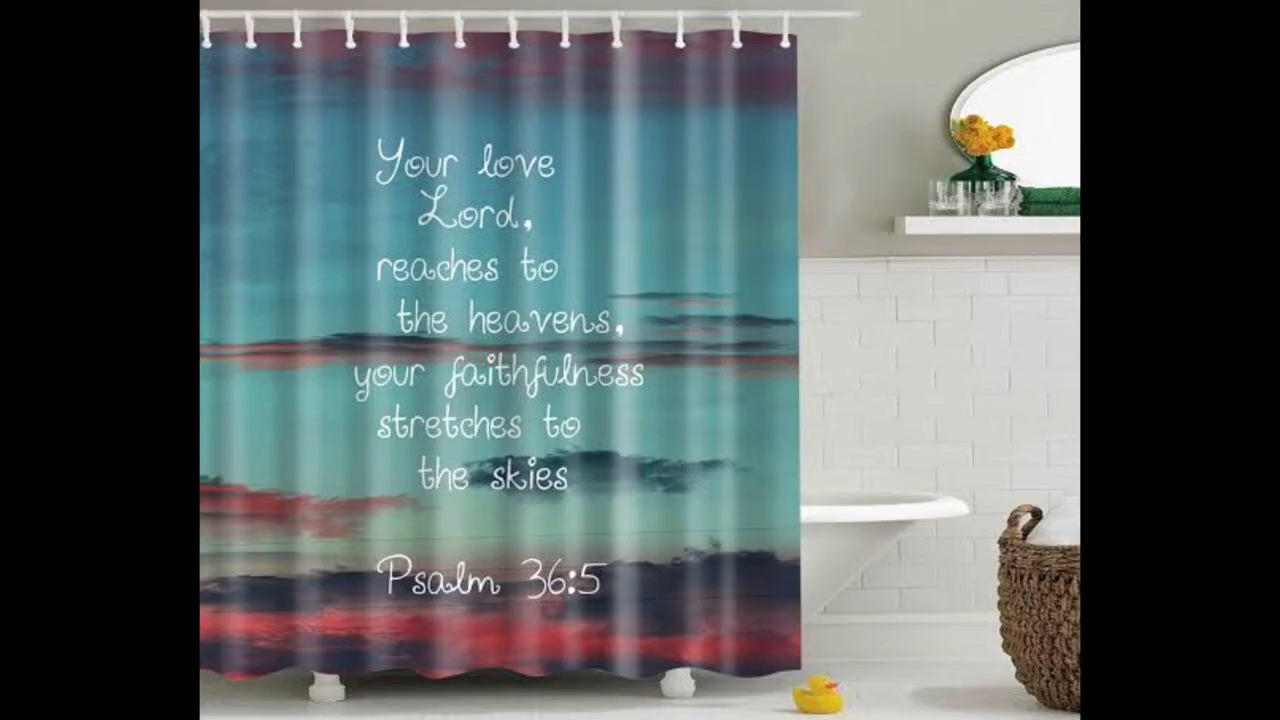 Your love
Lord,
reaches to
the heavens,
your faithfulness
stretches to
the skies
Psalm 36:5